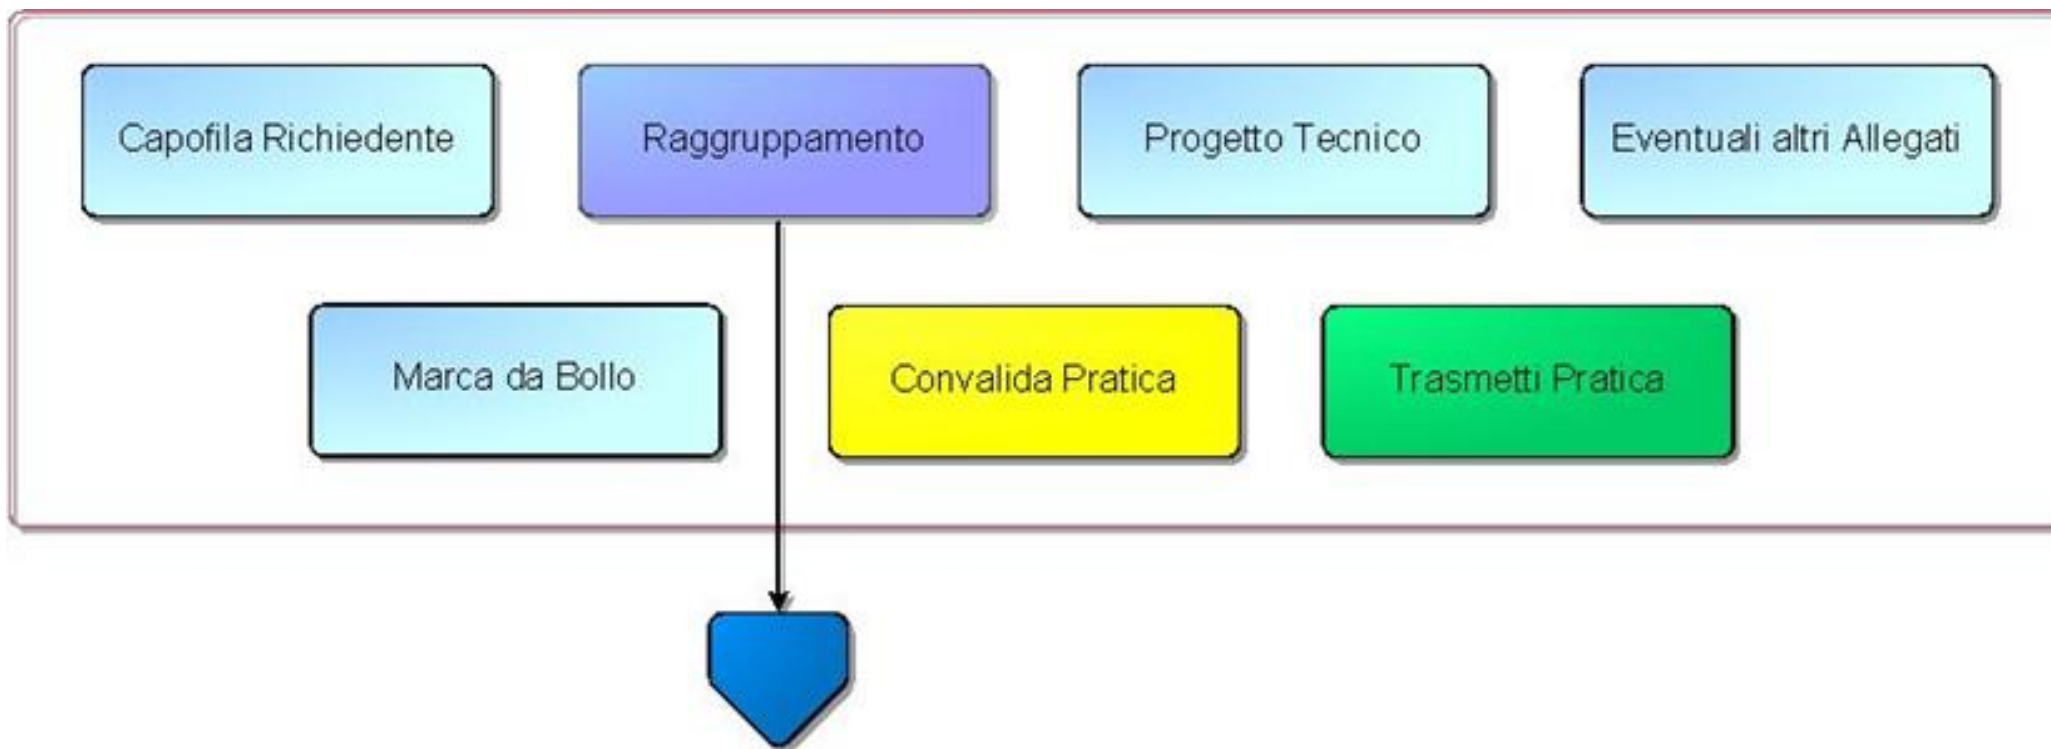 Capofila Richiedente
Raggruppamento
Progetto Tecnico
Eventuali altri Allegati
Marca da Bollo
Convalida Pratica
Trasmetti Pratica